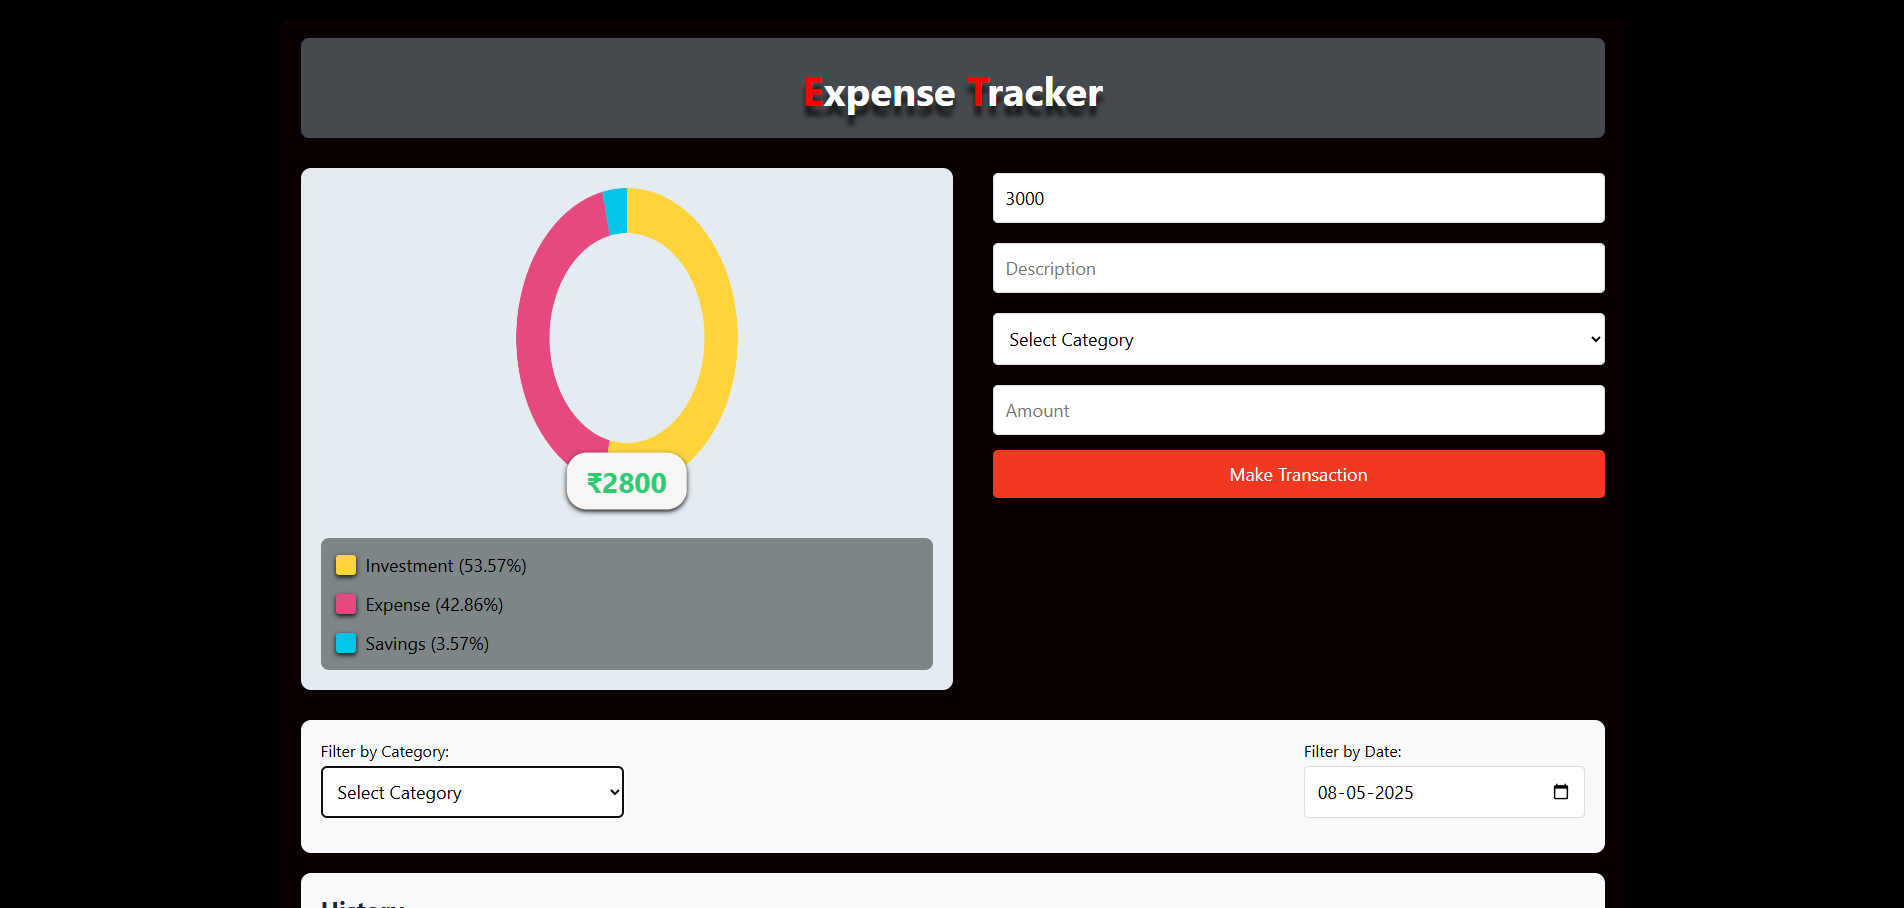 Expense Tracker
3000
Description
Select Category
Amount
Make Transaction
₹2800
Investment (53.57%)
Expense (42.86%)
Savings (3.57%)
Filter by Category:
Select Category
Filter by Date:
08-05-2025
History